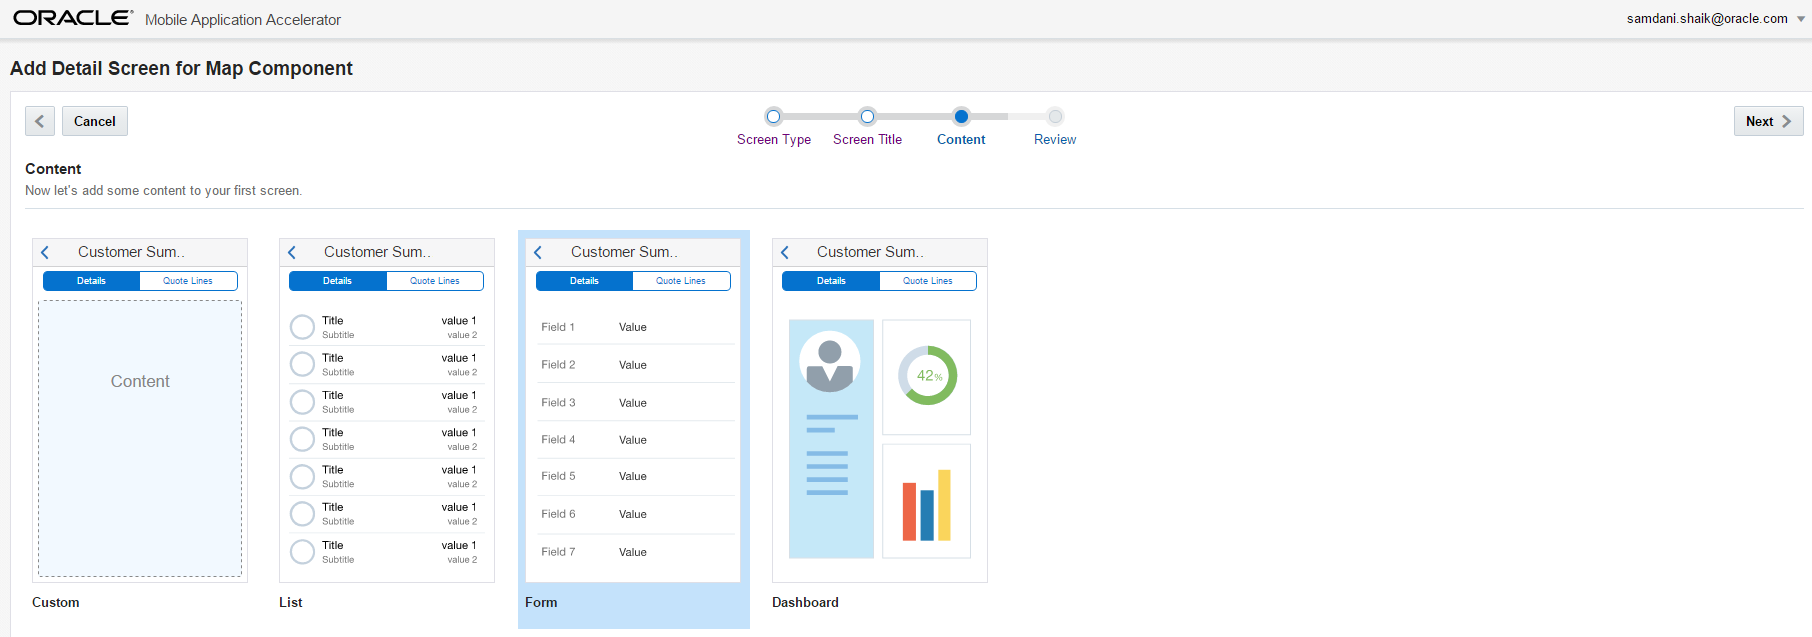 ORACLE® Mobile Application Accelerator
samdani.shaik@oracle.com
Add Detail Screen for Map Component
Cancel
Screen Type
Screen Title
Content
Review
Next
Content
Now let's add some content to your first screen.
Customer Sum..
Details
Quote Lines
Content
Custom
Customer Sum..
Details
Quote Lines
Title value 1
Subtitle value 2
Title value 1
Subtitle value 2
Title value 1
Subtitle value 2
Title value 1
Subtitle value 2
Title value 1
Subtitle value 2
Title value 1
Subtitle value 2
Title value 1
Subtitle value 2
List
Customer Sum..
Details
Quote Lines
Field 1 Value
Field 2 Value
Field 3 Value
Field 4 Value
Field 5 Value
Field 6 Value
Field 7 Value
Form
Customer Sum..
Details
Quote Lines
42%
Dashboard